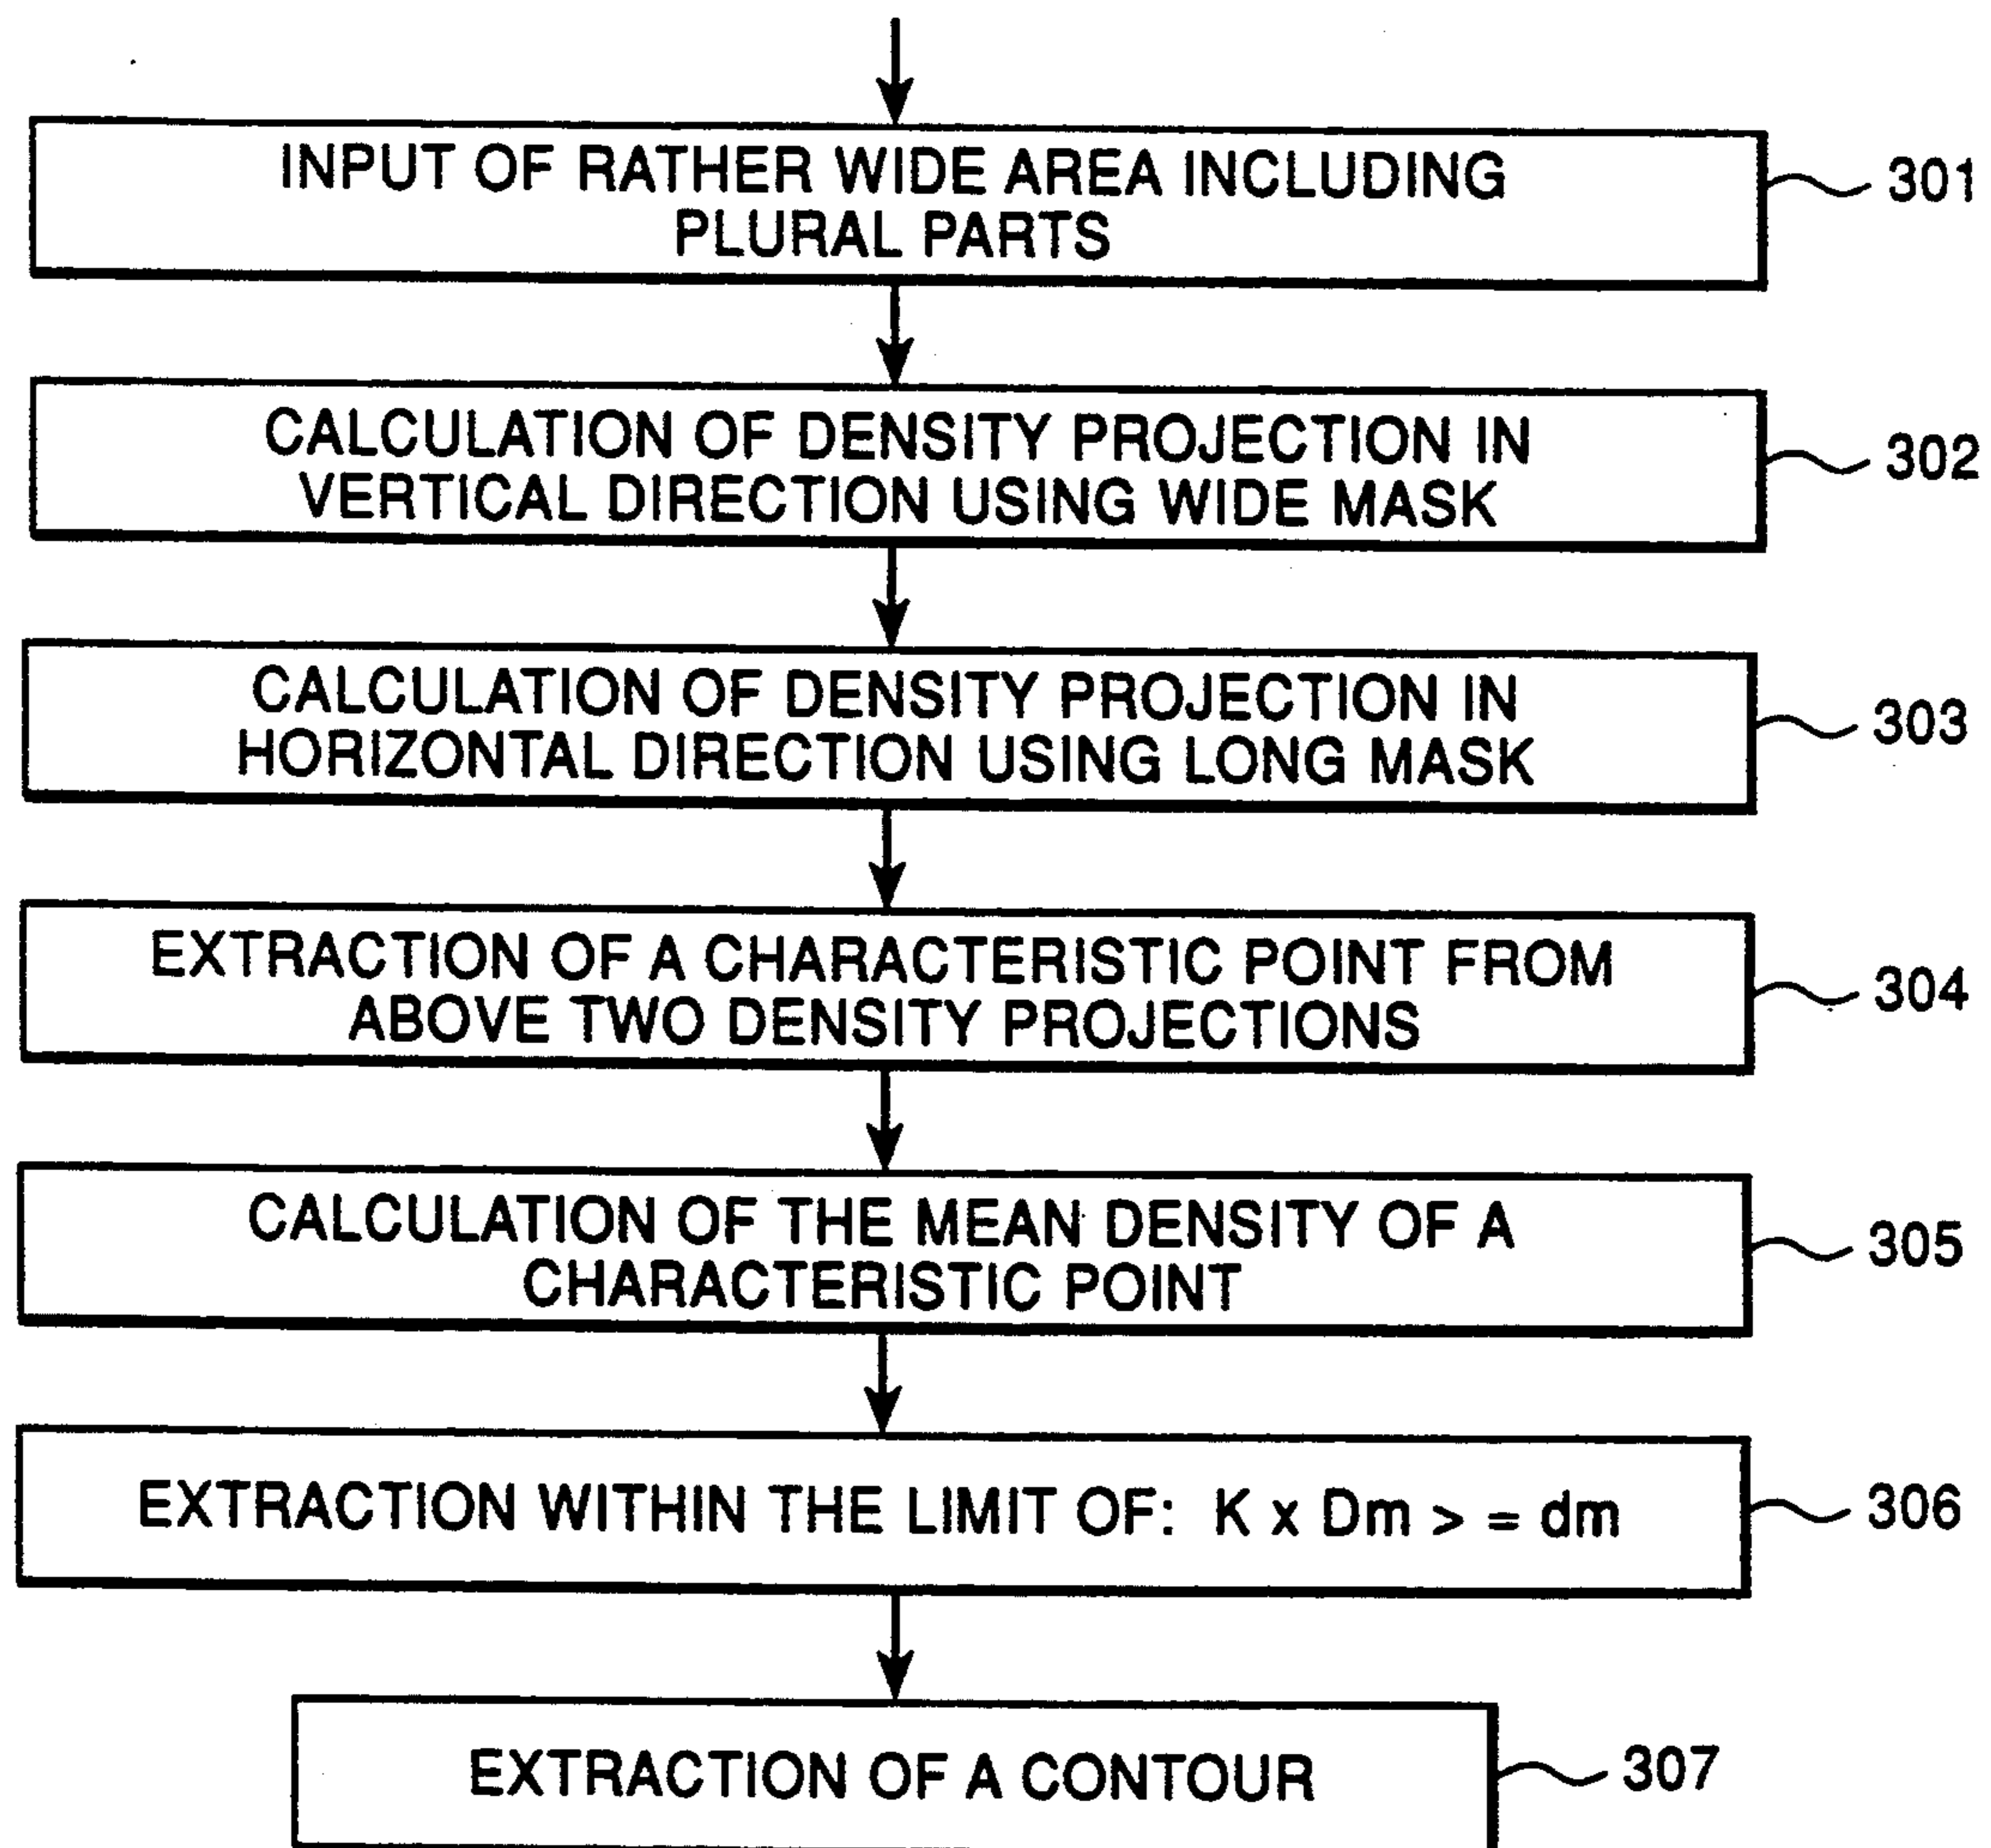 INPUT OF RATHER WIDE AREA INCLUDING
PLURAL PARTS
301
CALCULATION OF DENSITY PROJECTION IN
VERTICAL DIRECTION USING WIDE MASK
302
CALCULATION OF DENSITY PROJECTION IN
HORIZONTAL DIRECTION USING LONG MASK
303
EXTRACTION OF A CHARACTERISTIC POINT FROM
ABOVE TWO DENSITY PROJECTIONS
304
CALCULATION OF THE MEAN DENSITY OF A
CHARACTERISTIC POINT
305
EXTRACTION WITHIN THE LIMIT OF: K x Dm > = dm
306
EXTRACTION OF A CONTOUR
307